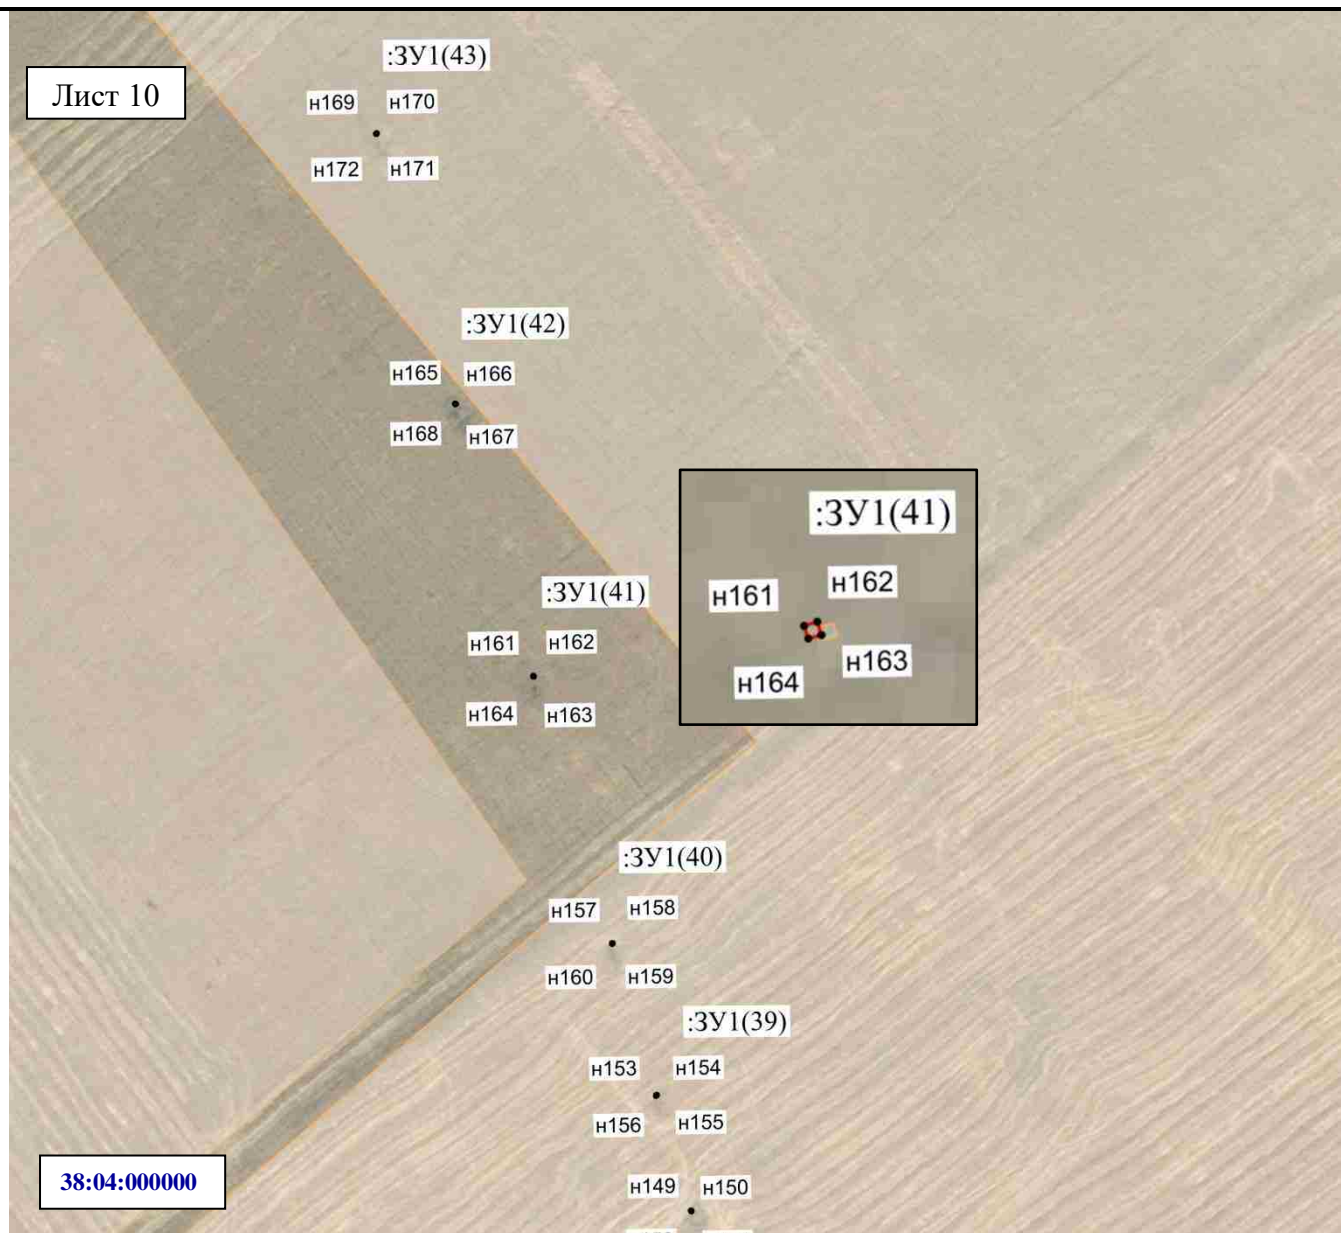 :ЗУ1(43)
Лист 10
н169 н170
н172 н171
:ЗУ1(42)
н165 н166
н168 н167
:ЗУ1(41)
н161 н162
н164 н163
:ЗУ1(41)
н161 н162
н164 н163
:ЗУ1(40)
н157 н158
н160 н159
:ЗУ1(39)
н153 н154
н156 н155
38:04:000000
н149 н150